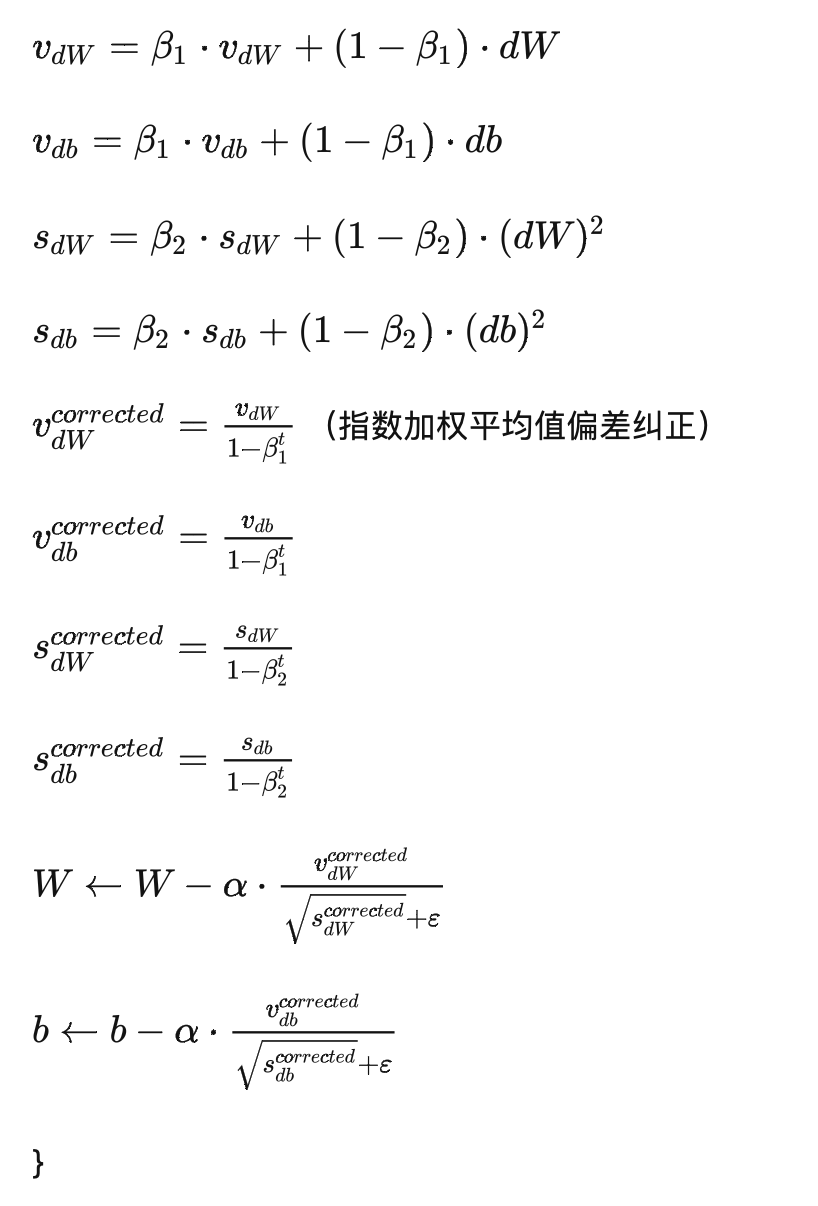 $v_{dW} = \beta_1 \cdot v_{dW} + (1 - \beta_1) \cdot dW$
$v_{db} = \beta_1 \cdot v_{db} + (1 - \beta_1) \cdot db$
$s_{dW} = \beta_2 \cdot s_{dW} + (1 - \beta_2) \cdot (dW)^2$
$s_{db} = \beta_2 \cdot s_{db} + (1 - \beta_2) \cdot (db)^2$
$v_{dW}^{corrected} = \frac{v_{dW}}{1-\beta_1^t}$ （指数加权平均值偏差纠正）
$v_{db}^{corrected} = \frac{v_{db}}{1-\beta_1^t}$
$s_{dW}^{corrected} = \frac{s_{dW}}{1-\beta_2^t}$
$s_{db}^{corrected} = \frac{s_{db}}{1-\beta_2^t}$
$W \leftarrow W - \alpha \cdot \frac{v_{dW}^{corrected}}{\sqrt{s_{dW}^{corrected}}+\varepsilon}$
$b \leftarrow b - \alpha \cdot \frac{v_{db}^{corrected}}{\sqrt{s_{db}^{corrected}}+\varepsilon}$
}